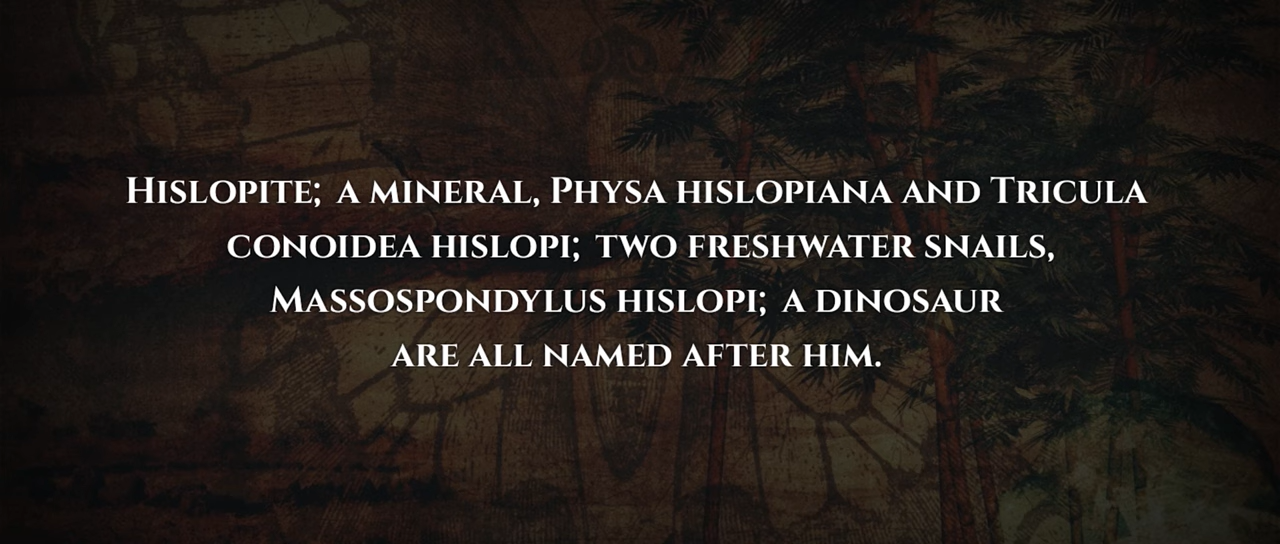 Hislopite; a mineral, Physa hislopiana and Tricula
conoidea hislopi; two freshwater snails,
Massospondylus hislopi; a dinosaur
are all named after him.